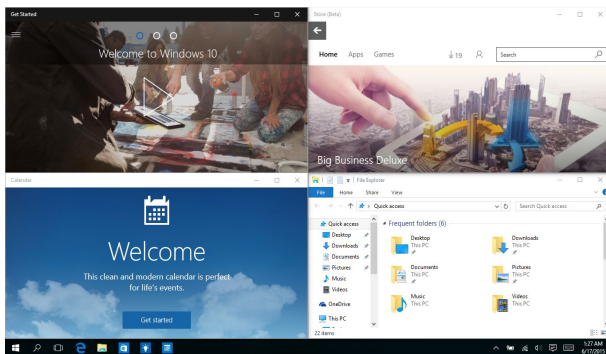 Get Started
Welcome to Windows 10
Store (Beta)
Home Apps Games 19 Search
Big Business Deluxe
Calendar
Welcome
This clean and modern calendar is perfect
for life's events.
Get started
File Explorer
File Home Share View
Quick access Search Quick access
Quick access
Desktop
Downloads
Documents
Pictures
Music
Videos
OneDrive
This PC
22 items
Frequent folders (6)
Desktop
This PC
Downloads
This PC
Documents
This PC
Pictures
This PC
Music
This PC
Videos
This PC
1:27 AM
6/17/2015